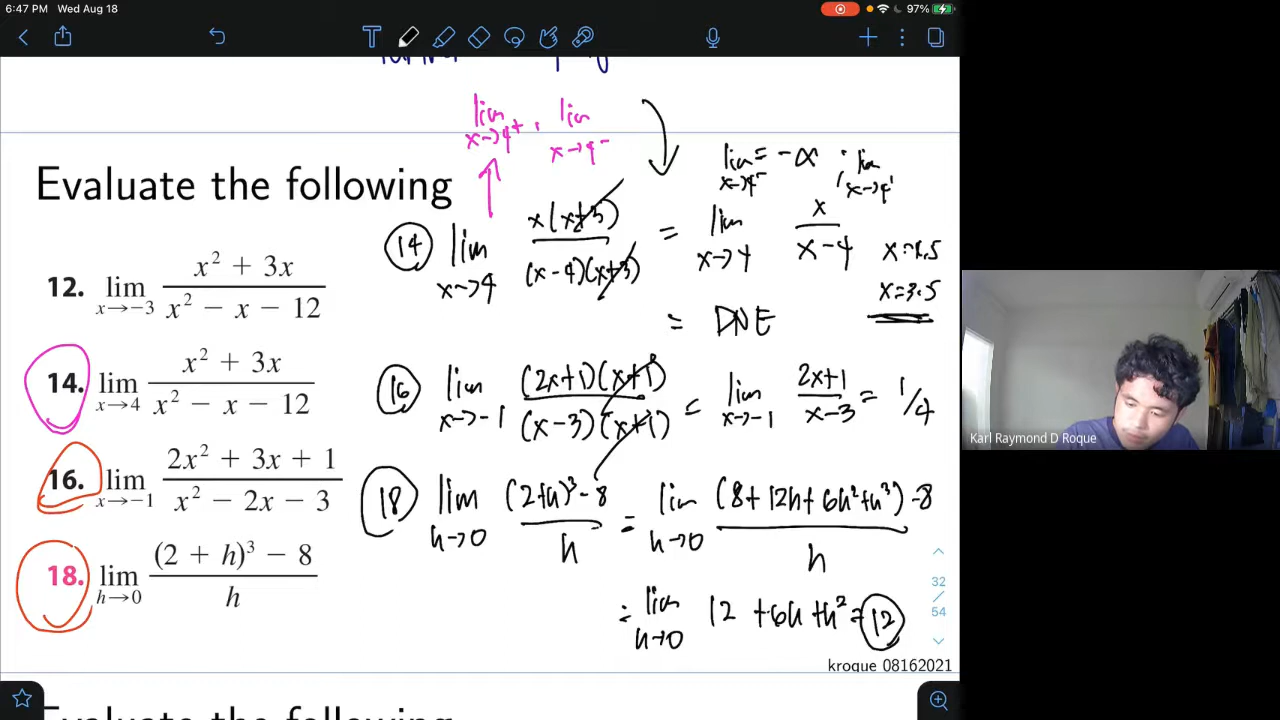 6:47 PM Wed Aug 18
97%
T
lim x→4⁺ , lim x→4⁻
lim x→4⁻ = -∞ ; lim x→4⁺
Evaluate the following
12. lim x→−3 (x² + 3x)/(x² − x − 12)
14. lim x→4 (x² + 3x)/(x² − x − 12)
16. lim x→−1 (2x² + 3x + 1)/(x² − 2x − 3)
18. lim h→0 ((2 + h)³ − 8)/h
14 lim x→4 x(x+3)/((x-4)(x+3)) = lim x→4 x/(x-4)
x=4.5
x=3.5
= DNE
16 lim x→-1 (2x+1)(x+1)/((x-3)(x+1)) = lim x→-1 (2x+1)/(x-3) = 1/4
18 lim h→0 ((2+h)³-8)/h = lim h→0 ((8+12h+6h²+h³)-8)/h
= lim h→0 12+6h+h² = 12
32
/
54
kroque 08162021
Evaluate the following
Karl Raymond D Roque